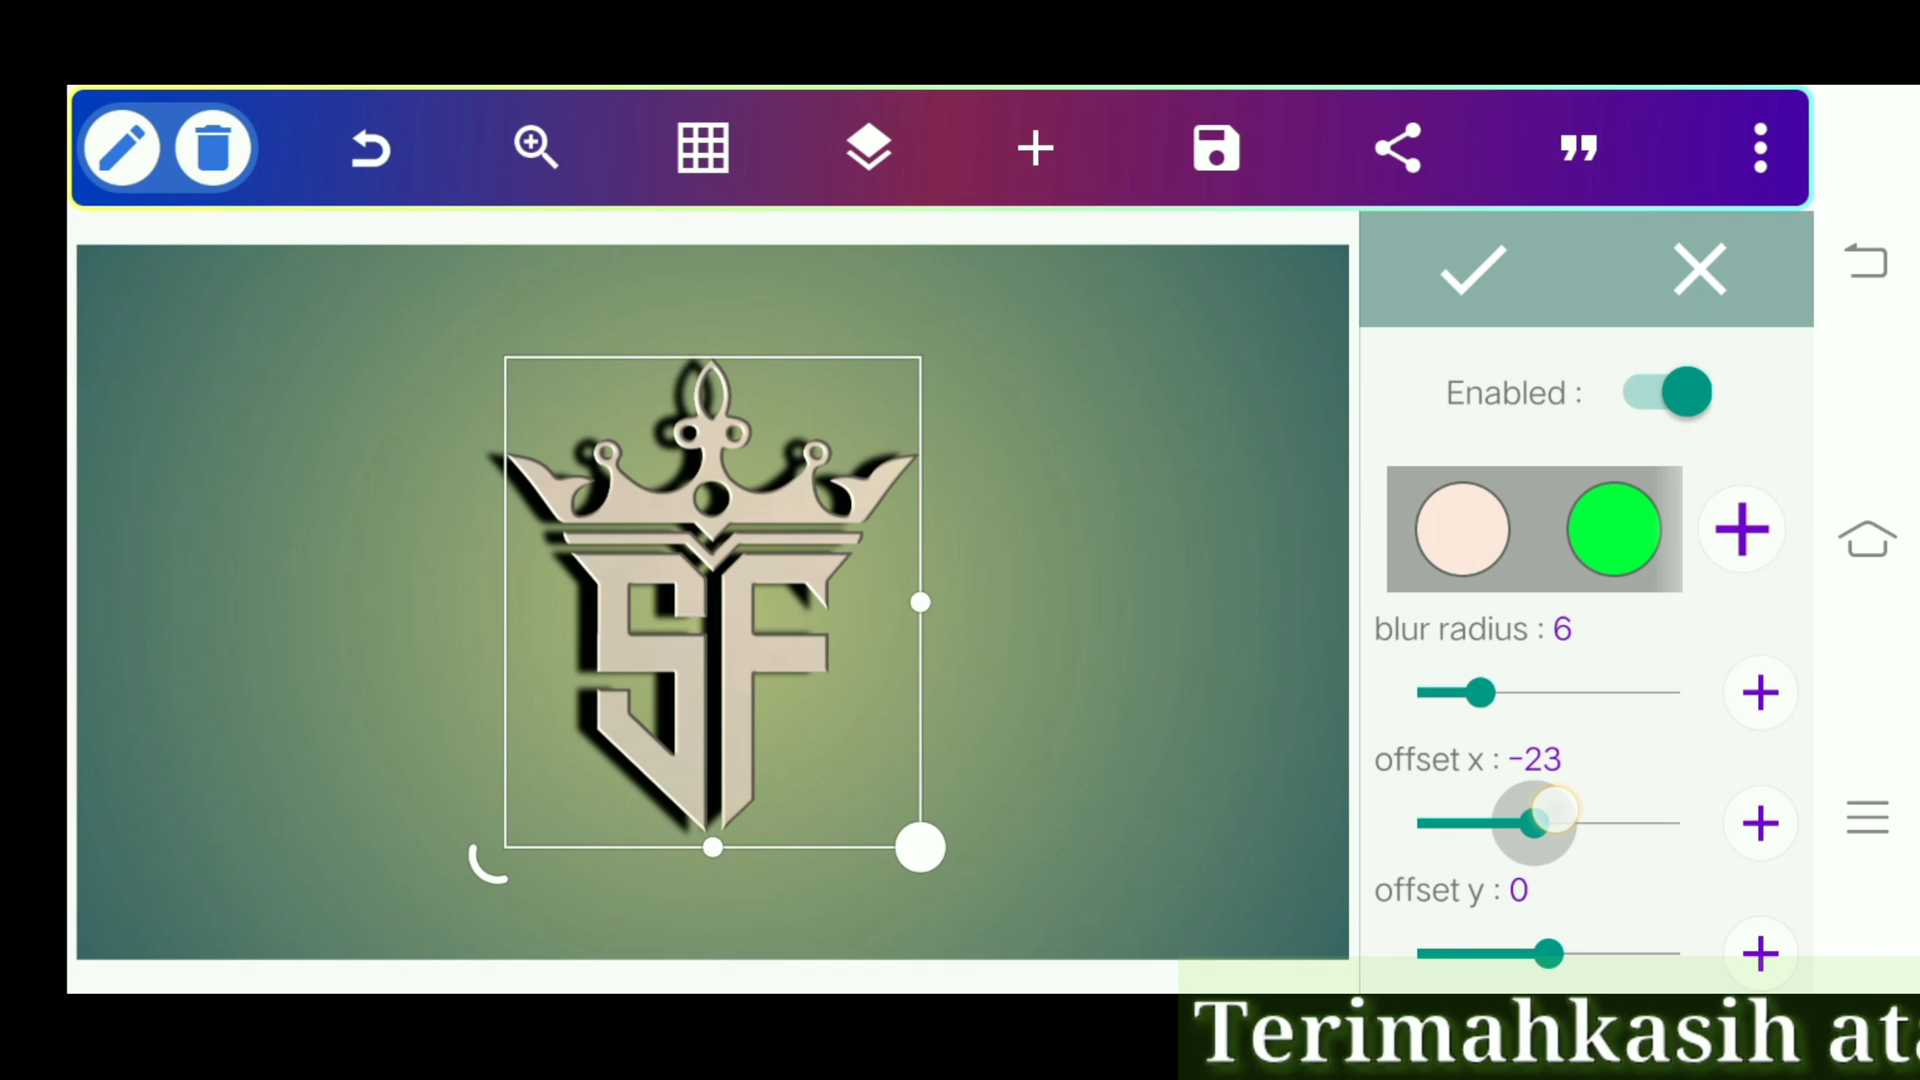 Enabled :
SF
blur radius : 6
offset x : -23
offset y : 0
Terimahkasih